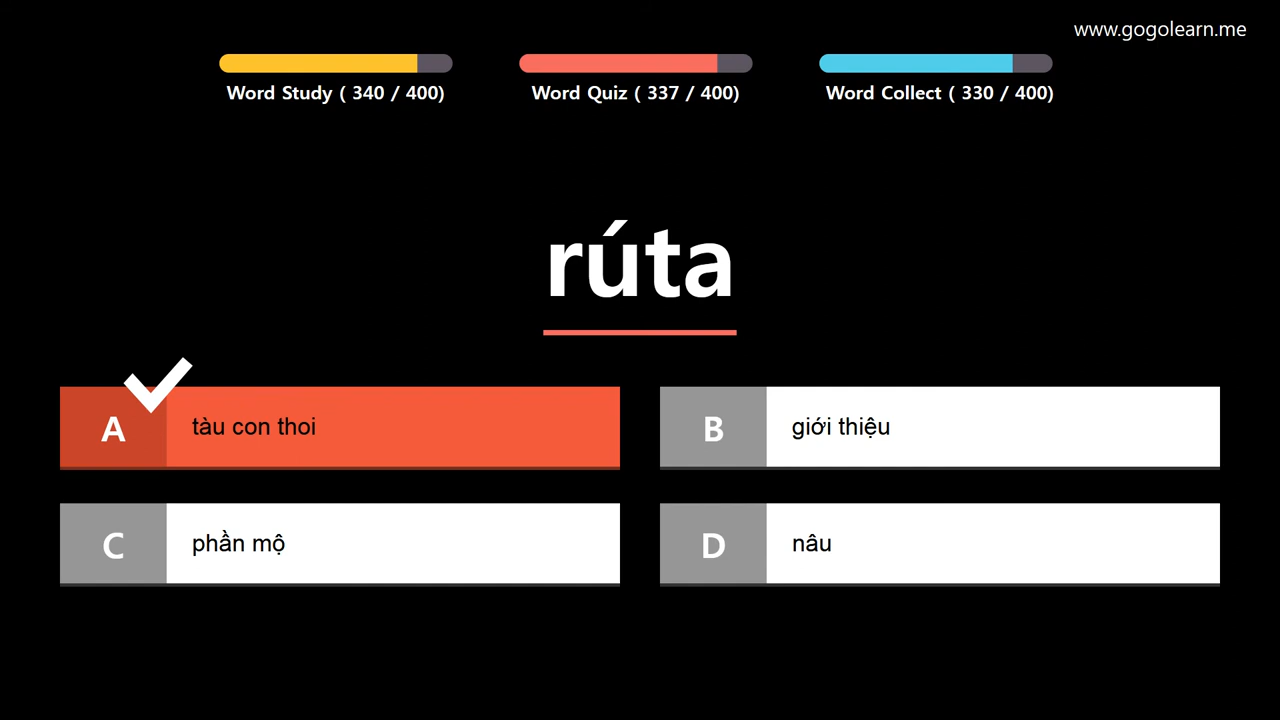 www.gogolearn.me
Word Study ( 340 / 400)
Word Quiz ( 337 / 400)
Word Collect ( 330 / 400)
rúta
A tàu con thoi
B giới thiệu
C phần mộ
D nâu